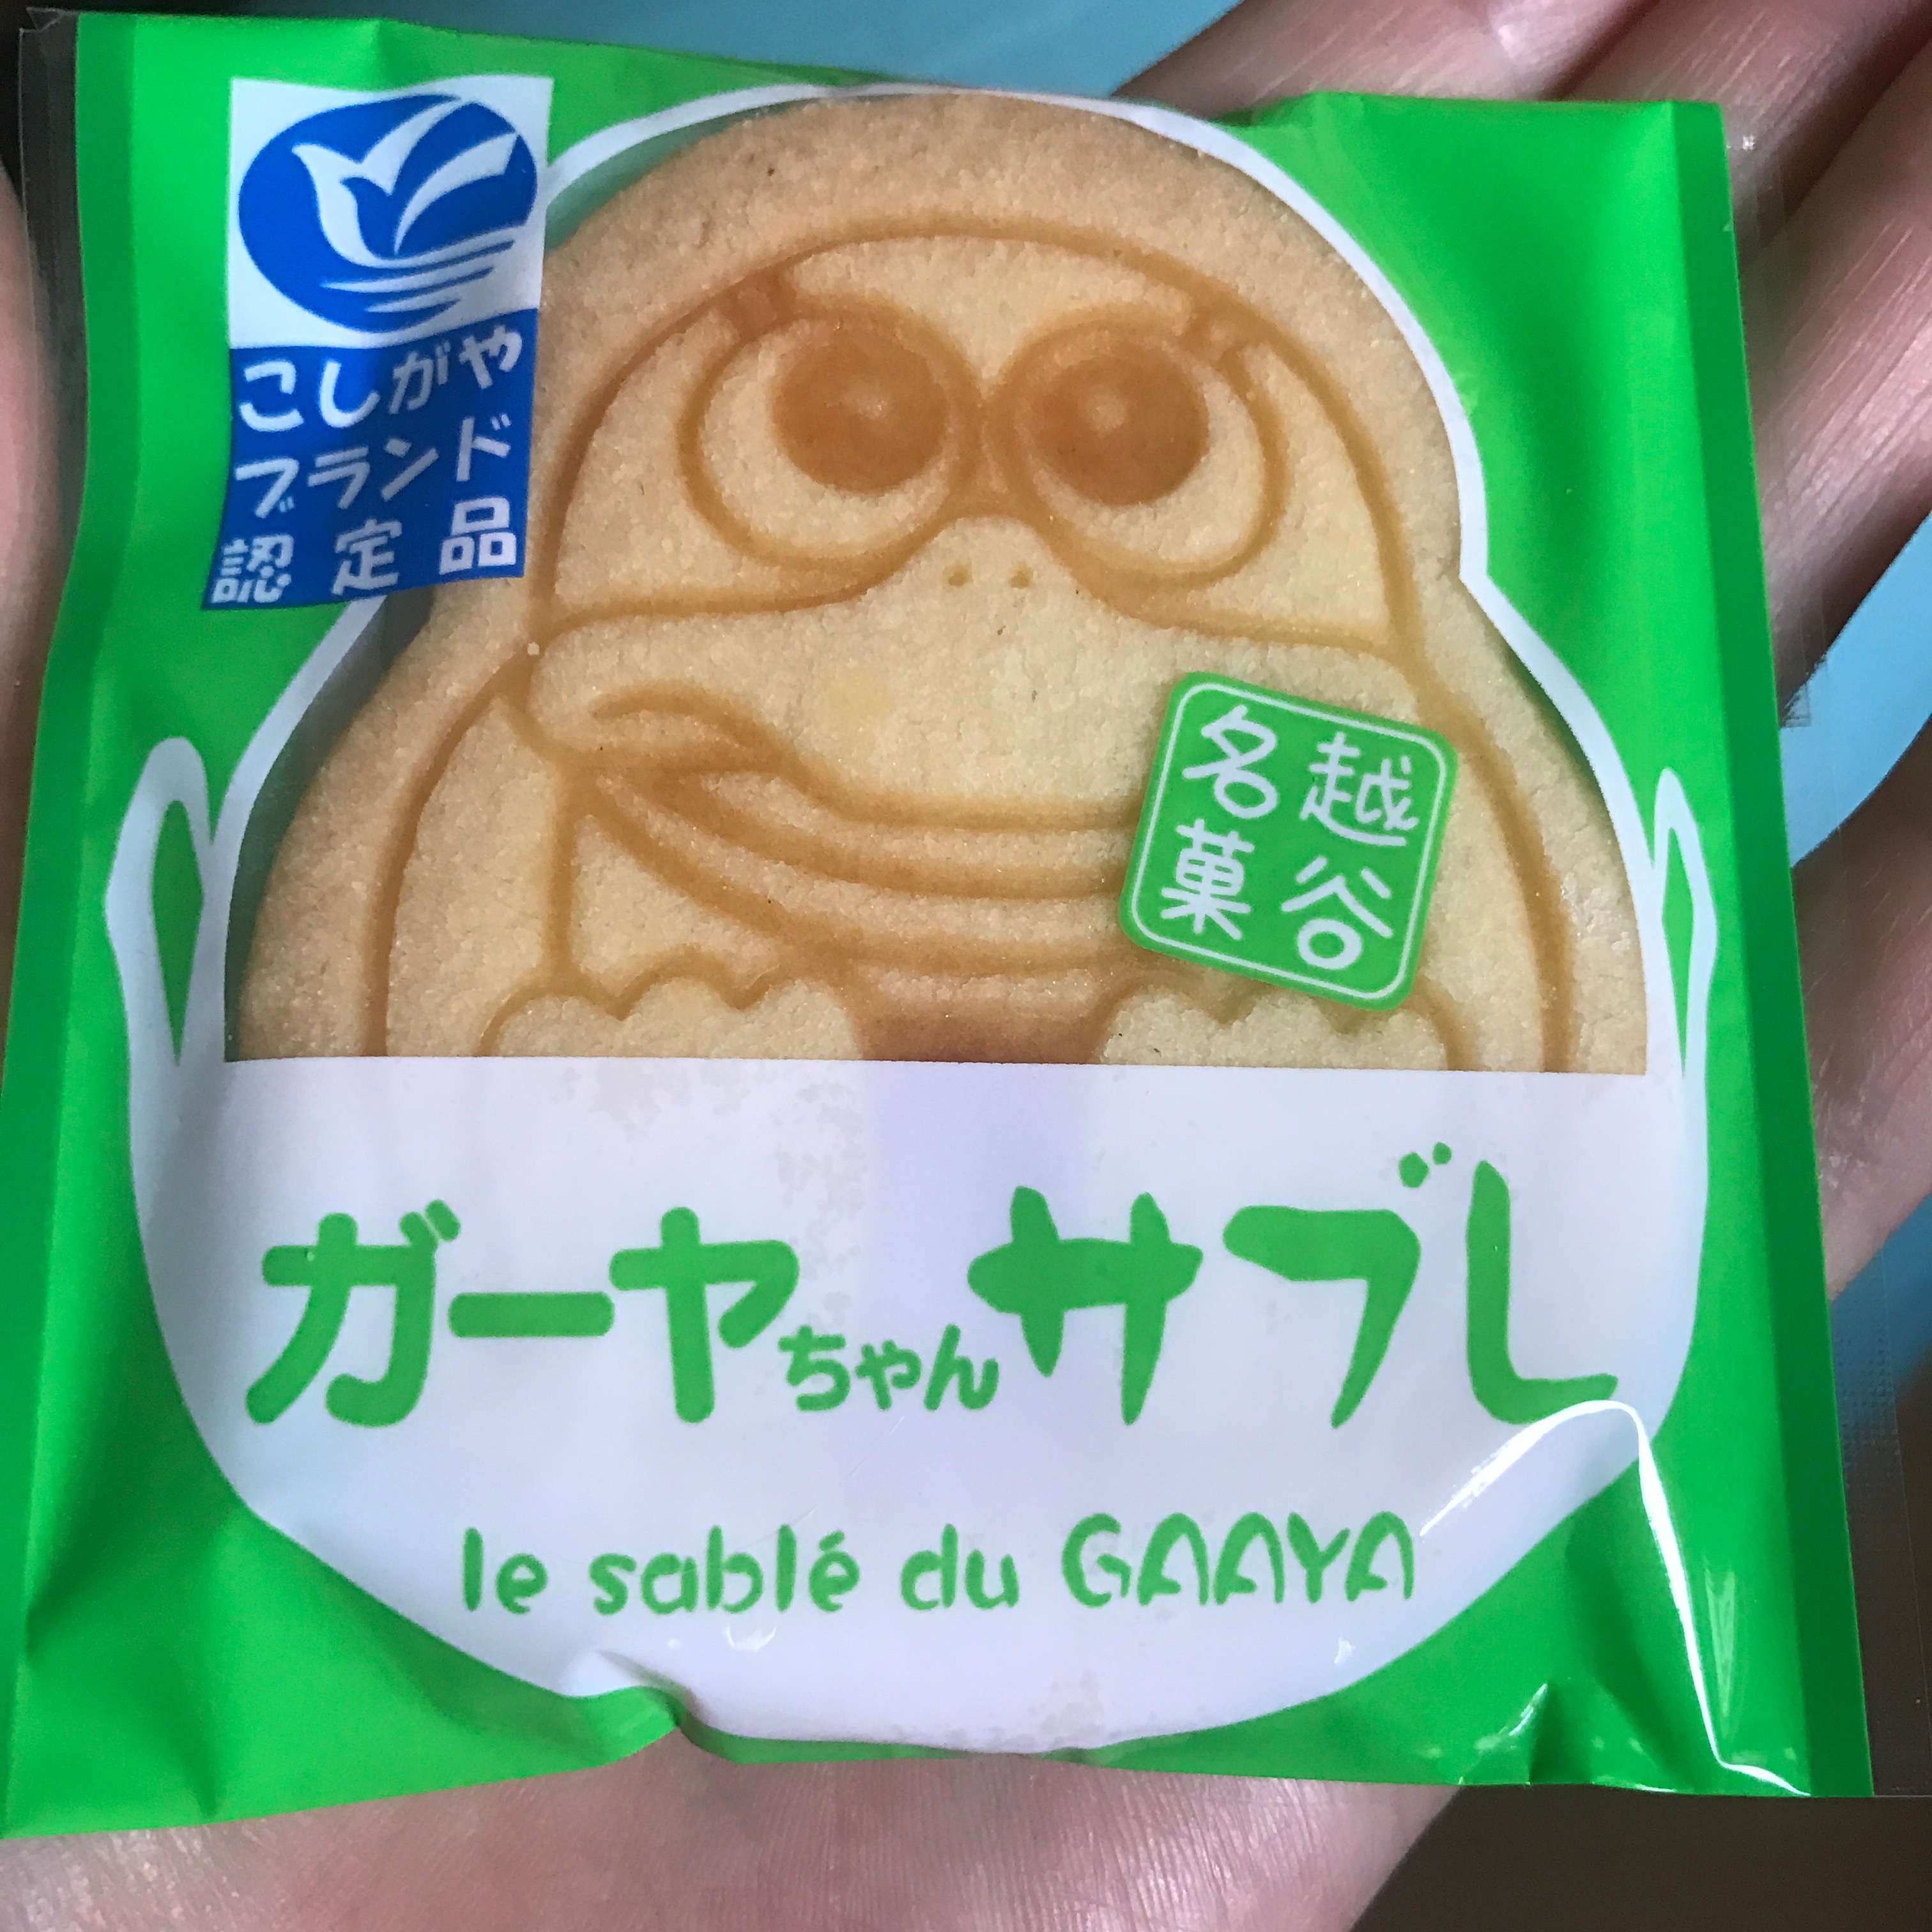 こしがや
ブランド
認定品
越谷
名菓
ガーヤちゃんサブレ
le sablé du GAAYA